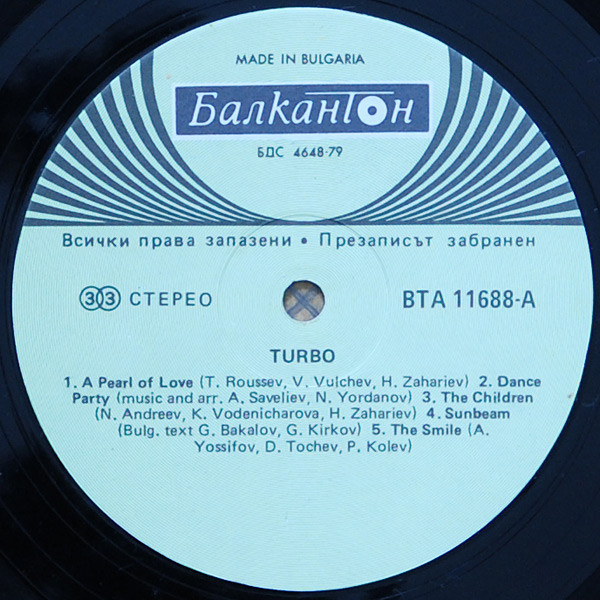 MADE IN BULGARIA
Балкантон
БДС 4648-79
Всички права запазени • Презаписът забранен
33 СТЕРЕО
ВТА 11688-А
TURBO
1. A Pearl of Love (T. Roussev, V. Vulchev, H. Zahariev) 2. Dance
Party (music and arr. A. Saveliev, N. Yordanov) 3. The Children
(N. Andreev, K. Vodenicharova, H. Zahariev) 4. Sunbeam
(Bulg. text G. Bakalov, G. Kirkov) 5. The Smile (A.
Yossifov, D. Tochev, P. Kolev)